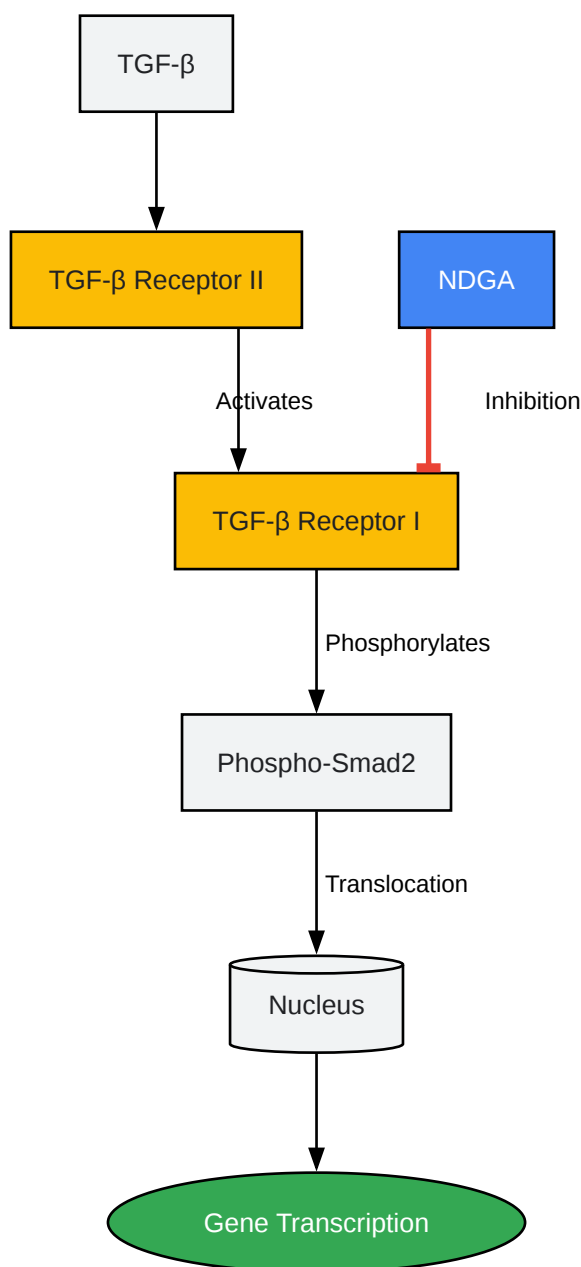 TGF-β
TGF-β Receptor II
NDGA
Activates
Inhibition
TGF-β Receptor I
Phosphorylates
Phospho-Smad2
Translocation
Nucleus
Gene Transcription